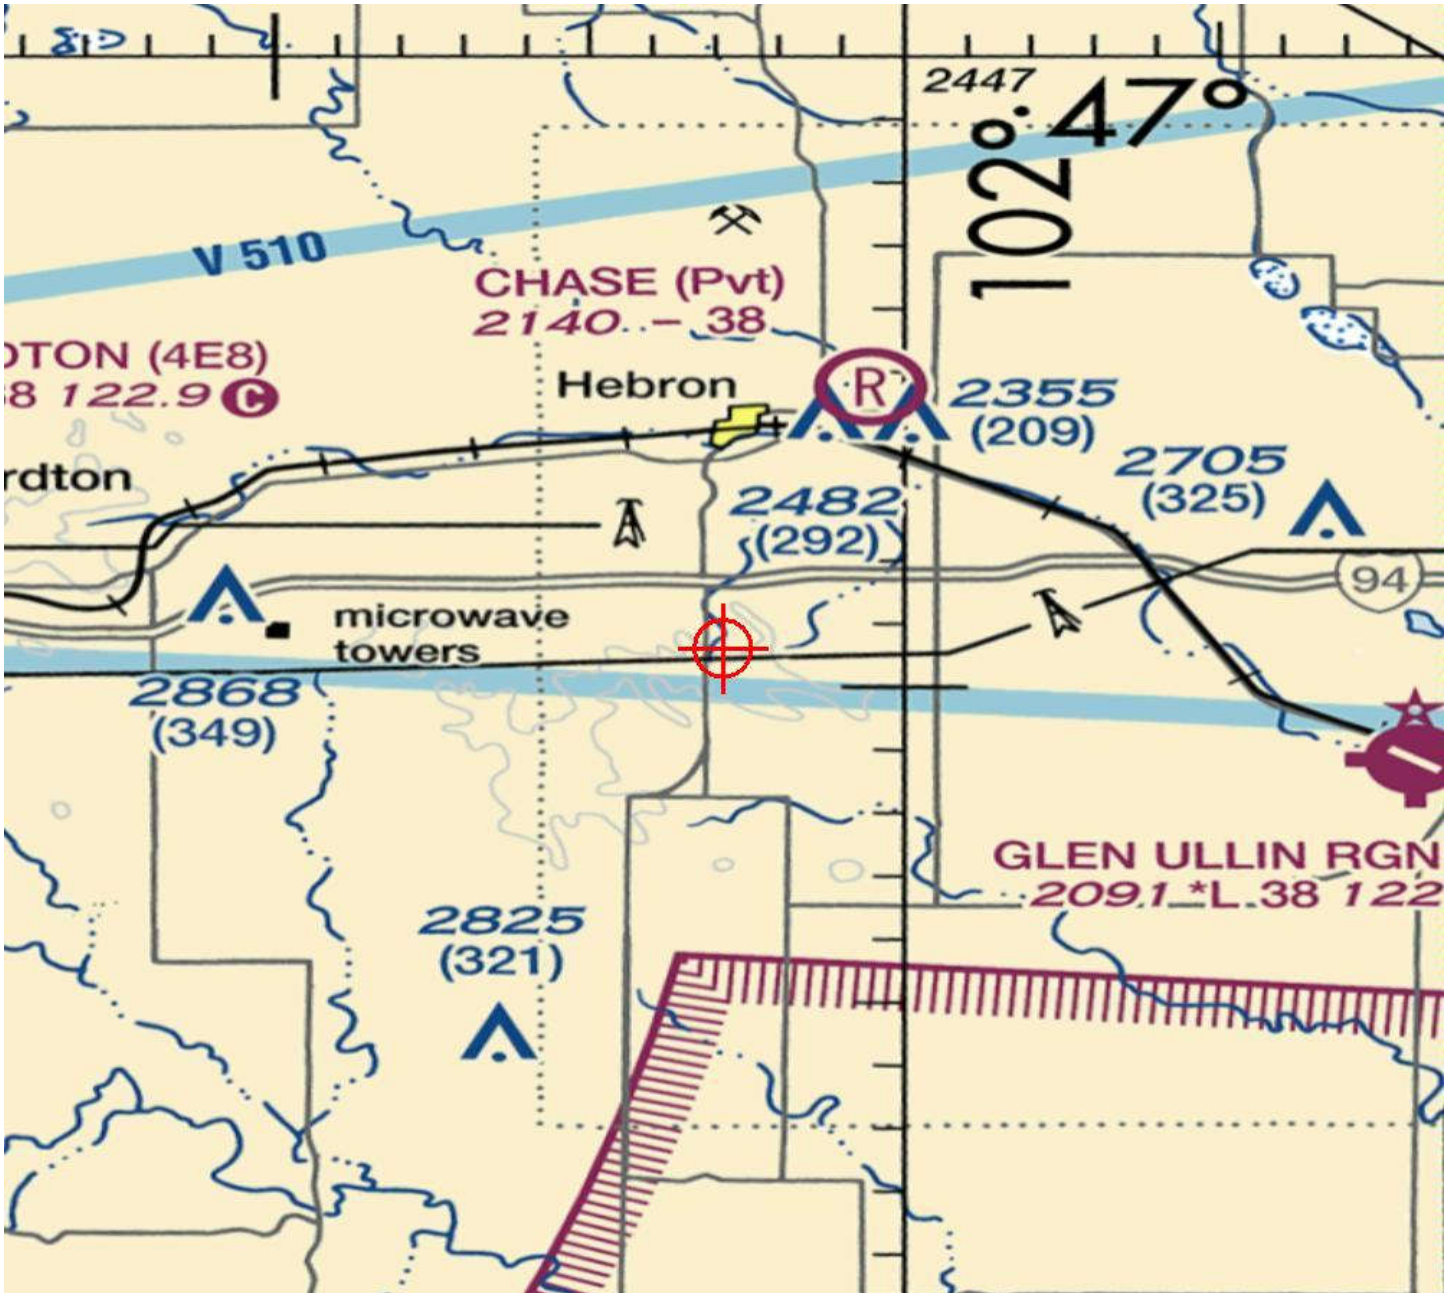 2447
47°
102°
V 510
CHASE (Pvt)
2140 - 38
DTON (4E8)
8 122.9 C
Hebron
R
2355
(209)
rdton
2705
(325)
2482
(292)
94
microwave
towers
2868
(349)
GLEN ULLIN RGN
2091 *L 38 122
2825
(321)